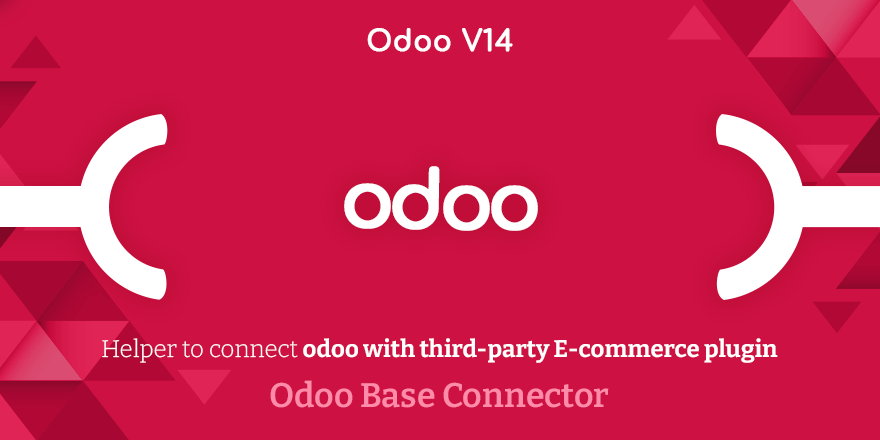 Odoo V14
odoo
Helper to connect odoo with third-party E-commerce plugin
Odoo Base Connector